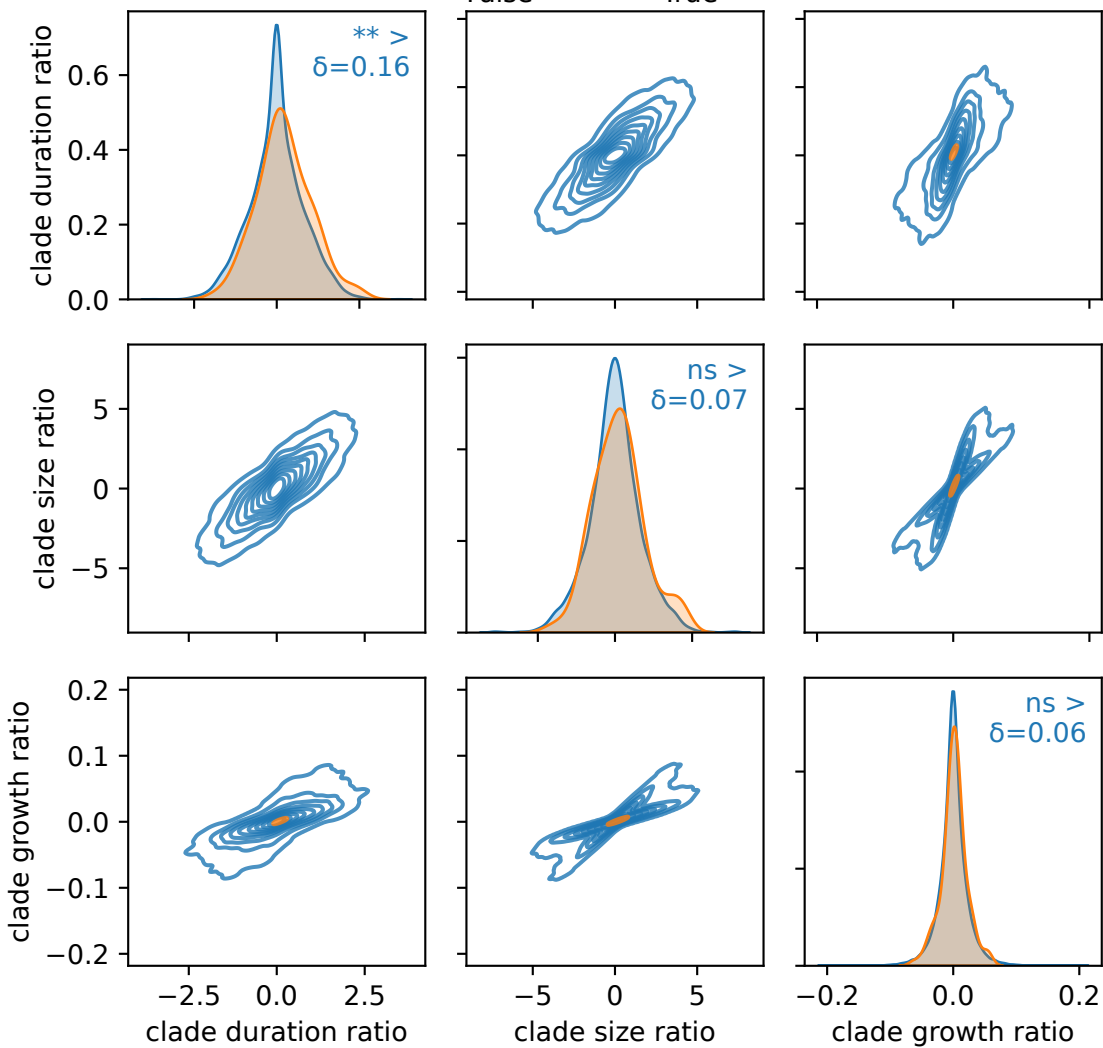 False True
clade duration ratio
0.6
0.4
0.2
0.0
** >
δ=0.16
clade size ratio
5
0
−5
ns >
δ=0.07
clade growth ratio
0.2
0.1
0.0
−0.1
−0.2
ns >
δ=0.06
−2.5 0.0 2.5
−5 0 5
−0.2 0.0 0.2
clade duration ratio
clade size ratio
clade growth ratio